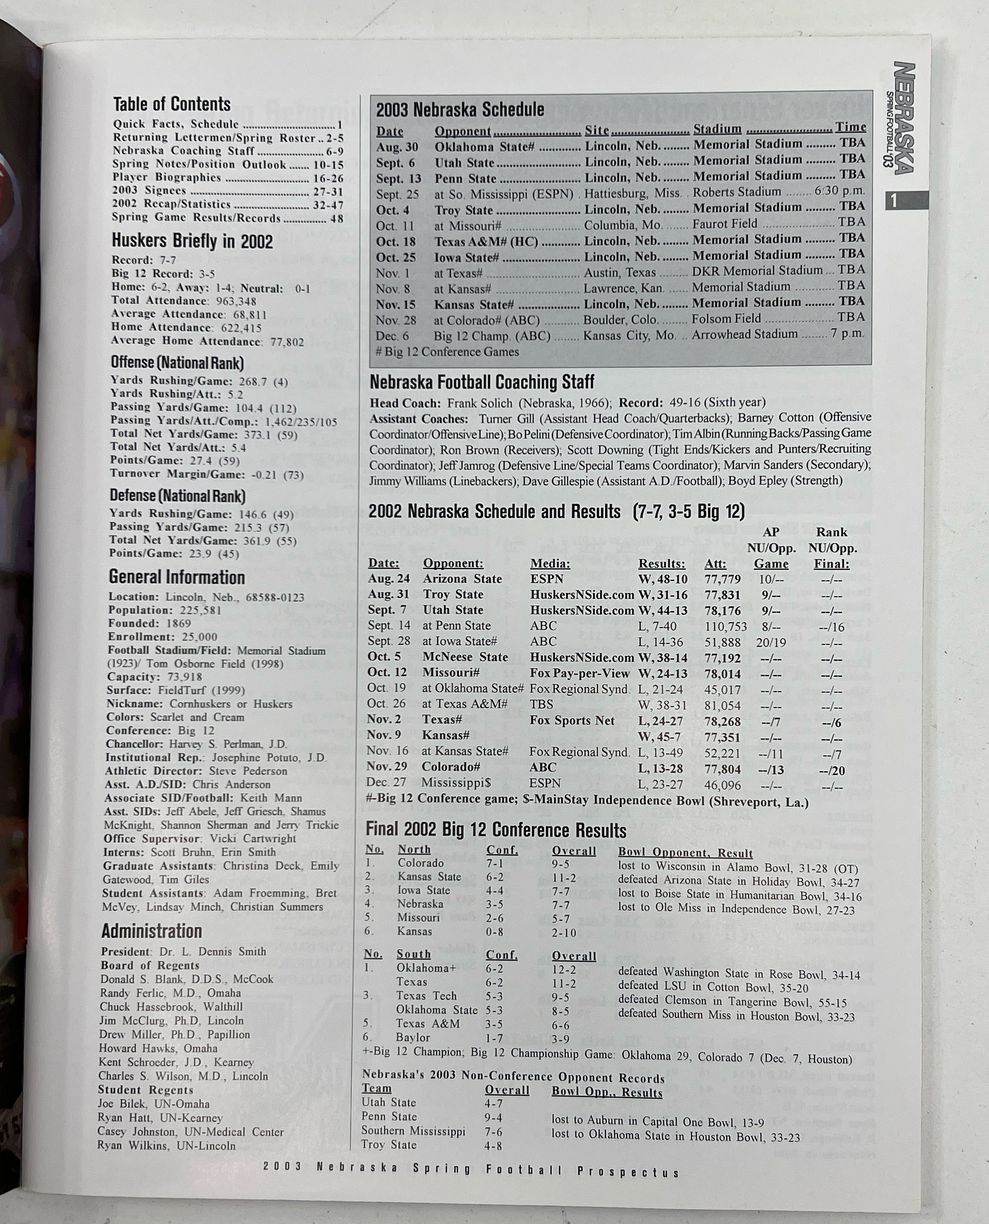 NEBRASKA
SPRING FOOTBALL '03
1
Table of Contents
Quick Facts, Schedule ............................1
Returning Lettermen/Spring Roster .. 2-5
Nebraska Coaching Staff .................... 6-9
Spring Notes/Position Outlook ...... 10-15
Player Biographies .......................... 16-26
2003 Signees .................................... 27-31
2002 Recap/Statistics ...................... 32-47
Spring Game Results/Records ............. 48
Huskers Briefly in 2002
Record: 7-7
Big 12 Record: 3-5
Home: 6-2, Away: 1-4; Neutral: 0-1
Total Attendance: 963,348
Average Attendance: 68,811
Home Attendance: 622,415
Average Home Attendance: 77,802
Offense (National Rank)
Yards Rushing/Game: 268.7 (4)
Yards Rushing/Att.: 5.2
Passing Yards/Game: 104.4 (112)
Passing Yards/Att./Comp.: 1,462/235/105
Total Net Yards/Game: 373.1 (59)
Total Net Yards/Att.: 5.4
Points/Game: 27.4 (59)
Turnover Margin/Game: -0.21 (73)
Defense (National Rank)
Yards Rushing/Game: 146.6 (49)
Passing Yards/Game: 215.3 (57)
Total Net Yards/Game: 361.9 (55)
Points/Game: 23.9 (45)
General Information
Location: Lincoln, Neb., 68588-0123
Population: 225,581
Founded: 1869
Enrollment: 25,000
Football Stadium/Field: Memorial Stadium
(1923)/ Tom Osborne Field (1998)
Capacity: 73,918
Surface: FieldTurf (1999)
Nickname: Cornhuskers or Huskers
Colors: Scarlet and Cream
Conference: Big 12
Chancellor: Harvey S. Perlman, J.D.
Institutional Rep.: Josephine Potuto, J.D.
Athletic Director: Steve Pederson
Asst. A.D./SID: Chris Anderson
Associate SID/Football: Keith Mann
Asst. SIDs: Jeff Abele, Jeff Griesch, Shamus
McKnight, Shannon Sherman and Jerry Trickie
Office Supervisor: Vicki Cartwright
Interns: Scott Bruhn, Erin Smith
Graduate Assistants: Christina Deck, Emily
Gatewood, Tim Giles
Student Assistants: Adam Froemming, Bret
McVey, Lindsay Minch, Christian Summers
Administration
President: Dr. L. Dennis Smith
Board of Regents
Donald S. Blank, D.D.S., McCook
Randy Ferlic, M.D., Omaha
Chuck Hassebrook, Walthill
Jim McClurg, Ph.D, Lincoln
Drew Miller, Ph.D., Papillion
Howard Hawks, Omaha
Kent Schroeder, J.D., Kearney
Charles S. Wilson, M.D., Lincoln
Student Regents
Joe Bilek, UN-Omaha
Ryan Hatt, UN-Kearney
Casey Johnston, UN-Medical Center
Ryan Wilkins, UN-Lincoln
2003 Nebraska Schedule
Date Opponent Site Stadium Time
Aug. 30 Oklahoma State# ............ Lincoln, Neb. ....... Memorial Stadium ......... TBA
Sept. 6 Utah State ..................... Lincoln, Neb. ....... Memorial Stadium ......... TBA
Sept. 13 Penn State ..................... Lincoln, Neb. ....... Memorial Stadium ......... TBA
Sept. 25 at So. Mississippi (ESPN) . Hattiesburg, Miss. . Roberts Stadium ....... 6:30 p.m.
Oct. 4 Troy State ..................... Lincoln, Neb. ....... Memorial Stadium ......... TBA
Oct. 11 at Missouri# .................. Columbia, Mo. ..... Faurot Field .................. TBA
Oct. 18 Texas A&M# (HC) ............ Lincoln, Neb. ....... Memorial Stadium ......... TBA
Oct. 25 Iowa State# ................... Lincoln, Neb. ....... Memorial Stadium ......... TBA
Nov. 1 at Texas# ..................... Austin, Texas ...... DKR Memorial Stadium ... TBA
Nov. 8 at Kansas# ................... Lawrence, Kan. .... Memorial Stadium ......... TBA
Nov. 15 Kansas State# ............... Lincoln, Neb. ....... Memorial Stadium ......... TBA
Nov. 28 at Colorado# (ABC) ......... Boulder, Colo. ..... Folsom Field ................. TBA
Dec. 6 Big 12 Champ. (ABC) ........ Kansas City, Mo. .. Arrowhead Stadium ....... 7 p.m.
# Big 12 Conference Games
Nebraska Football Coaching Staff
Head Coach: Frank Solich (Nebraska, 1966); Record: 49-16 (Sixth year)
Assistant Coaches: Turner Gill (Assistant Head Coach/Quarterbacks); Barney Cotton (Offensive
Coordinator/Offensive Line); Bo Pelini (Defensive Coordinator); Tim Albin (Running Backs/Passing Game
Coordinator); Ron Brown (Receivers); Scott Downing (Tight Ends/Kickers and Punters/Recruiting
Coordinator); Jeff Jamrog (Defensive Line/Special Teams Coordinator), Marvin Sanders (Secondary);
Jimmy Williams (Linebackers); Dave Gillespie (Assistant A.D./Football); Boyd Epley (Strength)
2002 Nebraska Schedule and Results (7-7, 3-5 Big 12)
AP Rank
NU/Opp. NU/Opp.
Date: Opponent: Media: Results: Att: Game Final:
Aug. 24 Arizona State ESPN W, 48-10 77,779 10/-- --/--
Aug. 31 Troy State HuskersNSide.com W, 31-16 77,831 9/-- --/--
Sept. 7 Utah State HuskersNSide.com W, 44-13 78,176 9/-- --/--
Sept. 14 at Penn State ABC L, 7-40 110,753 8/-- --/16
Sept. 28 at Iowa State# ABC L, 14-36 51,888 20/19 --/--
Oct. 5 McNeese State HuskersNSide.com W, 38-14 77,192 --/-- --/--
Oct. 12 Missouri# Fox Pay-per-View W, 24-13 78,014 --/-- --/--
Oct. 19 at Oklahoma State# Fox Regional Synd. L, 21-24 45,017 --/-- --/--
Oct. 26 at Texas A&M# TBS W, 38-31 81,054 --/-- --/--
Nov. 2 Texas# Fox Sports Net L, 24-27 78,268 --/7 --/6
Nov. 9 Kansas# W, 45-7 77,351 --/-- --/--
Nov. 16 at Kansas State# Fox Regional Synd. L, 13-49 52,221 --/11 --/7
Nov. 29 Colorado# ABC L, 13-28 77,804 --/13 --/20
Dec. 27 Mississippi$ ESPN L, 23-27 46,096 --/-- --/--
#-Big 12 Conference game; $-MainStay Independence Bowl (Shreveport, La.)
Final 2002 Big 12 Conference Results
No. North Conf. Overall Bowl Opponent, Result
1. Colorado 7-1 9-5 lost to Wisconsin in Alamo Bowl, 31-28 (OT)
2. Kansas State 6-2 11-2 defeated Arizona State in Holiday Bowl, 34-27
3. Iowa State 4-4 7-7 lost to Boise State in Humanitarian Bowl, 34-16
4. Nebraska 3-5 7-7 lost to Ole Miss in Independence Bowl, 27-23
5. Missouri 2-6 5-7
6. Kansas 0-8 2-10
No. South Conf. Overall
1. Oklahoma+ 6-2 12-2 defeated Washington State in Rose Bowl, 34-14
Texas 6-2 11-2 defeated LSU in Cotton Bowl, 35-20
3. Texas Tech 5-3 9-5 defeated Clemson in Tangerine Bowl, 55-15
Oklahoma State 5-3 8-5 defeated Southern Miss in Houston Bowl, 33-23
5. Texas A&M 3-5 6-6
6. Baylor 1-7 3-9
+-Big 12 Champion; Big 12 Championship Game: Oklahoma 29, Colorado 7 (Dec. 7, Houston)
Nebraska's 2003 Non-Conference Opponent Records
Team Overall Bowl Opp., Results
Utah State 4-7
Penn State 9-4 lost to Auburn in Capital One Bowl, 13-9
Southern Mississippi 7-6 lost to Oklahoma State in Houston Bowl, 33-23
Troy State 4-8
2003 Nebraska Spring Football Prospectus